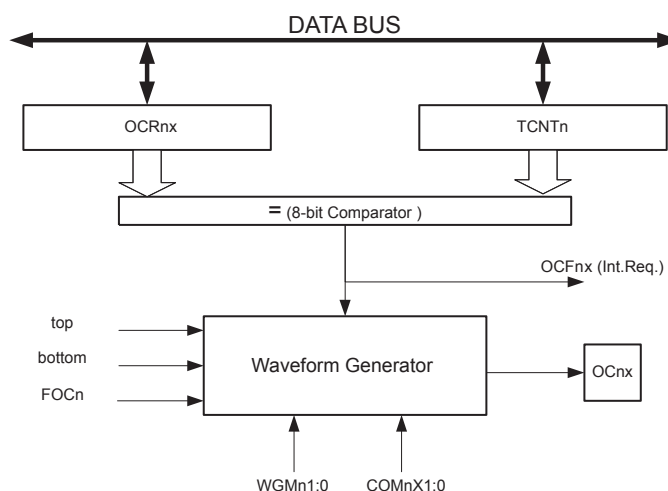 DATA BUS
OCRnx
TCNTn
= (8-bit Comparator )
OCFnx (Int.Req.)
top
bottom
FOCn
Waveform Generator
OCnx
WGMn1:0
COMnX1:0